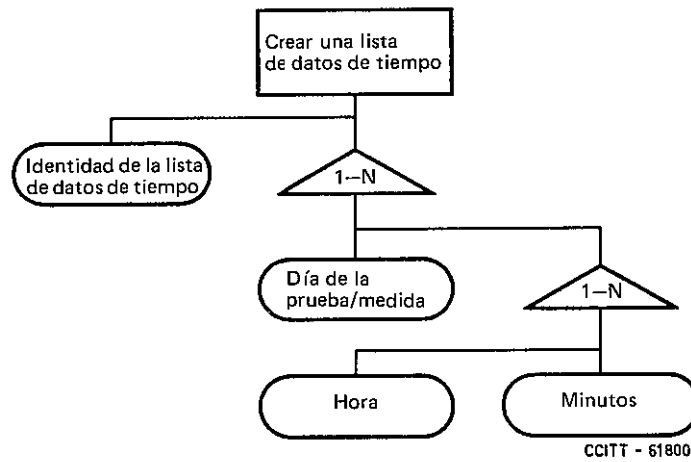 Crear una lista
de datos de tiempo
Identidad de la lista
de datos de tiempo
1–N
Día de la
prueba/medida
1–N
Hora
Minutos
CCITT - 61800